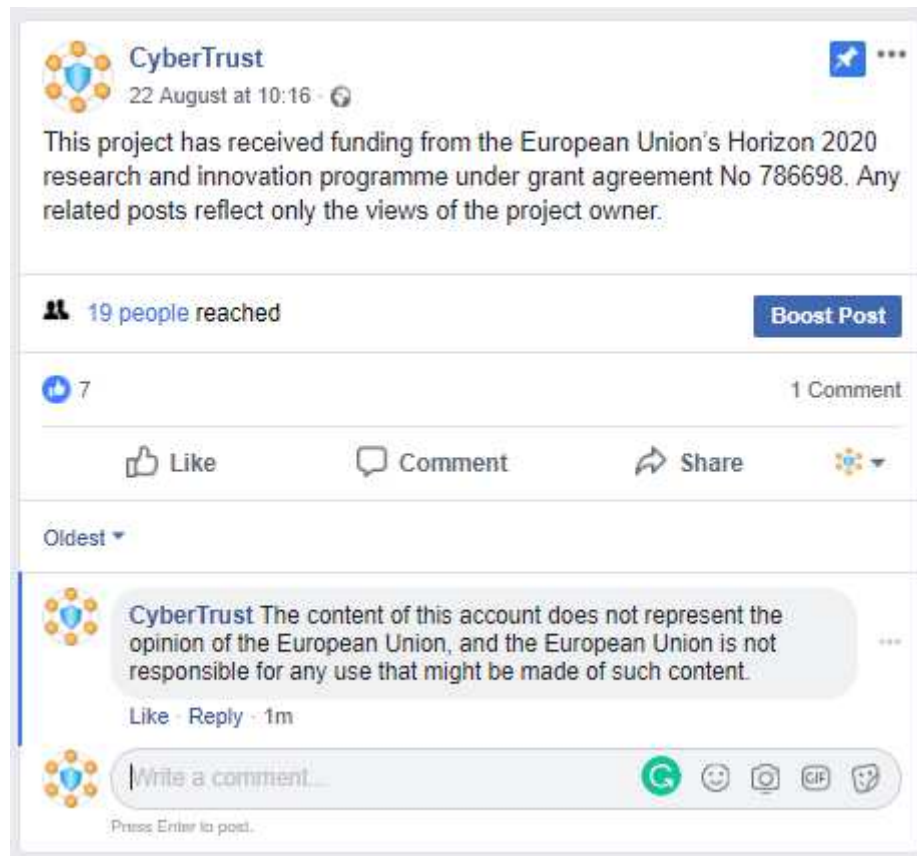 CyberTrust
22 August at 10:16 ·
This project has received funding from the European Union's Horizon 2020
research and innovation programme under grant agreement No 786698. Any
related posts reflect only the views of the project owner.
19 people reached
Boost Post
7
1 Comment
Like Comment Share
Oldest
CyberTrust The content of this account does not represent the
opinion of the European Union, and the European Union is not
responsible for any use that might be made of such content.
Like · Reply · 1m
Write a comment...
GIF
Press Enter to post.